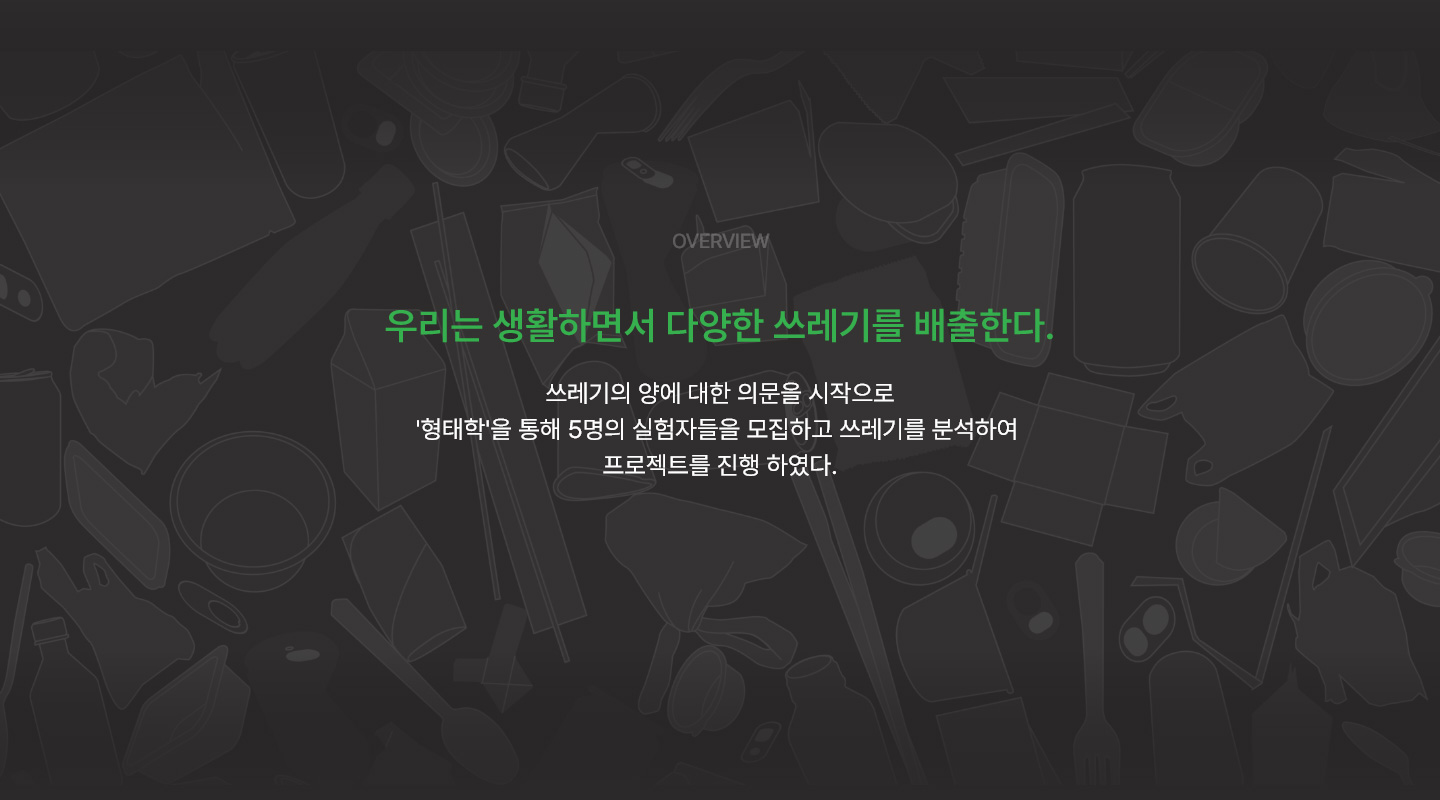 OVERVIEW
우리는 생활하면서 다양한 쓰레기를 배출한다.
쓰레기의 양에 대한 의문을 시작으로
'형태학'을 통해 5명의 실험자들을 모집하고 쓰레기를 분석하여
프로젝트를 진행 하였다.